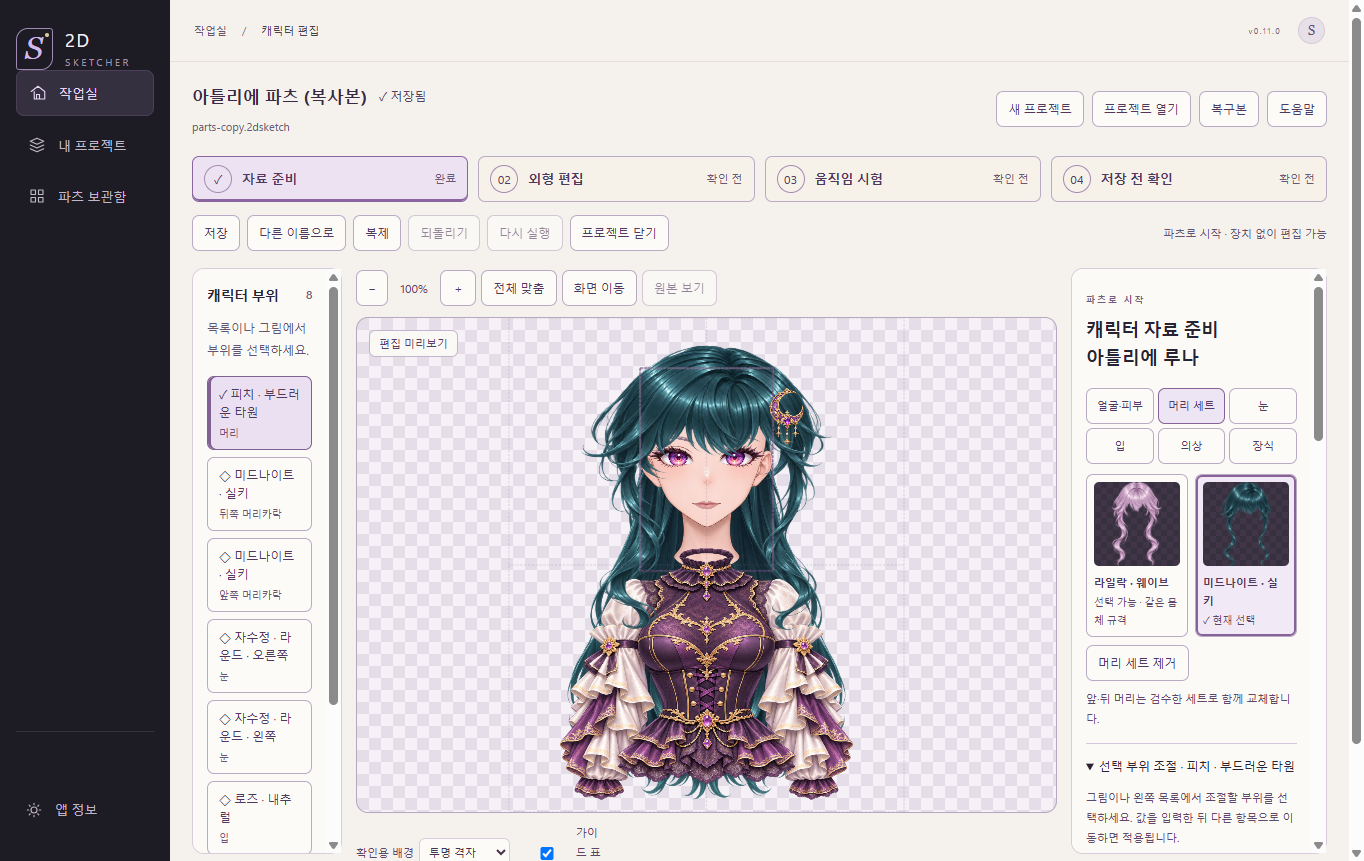 S
2D
SKETCHER
작업실
내 프로젝트
파츠 보관함
앱 정보
작업실 / 캐릭터 편집
v0.11.0
S
아틀리에 파츠 (복사본) ✓ 저장됨
parts-copy.2dsketch
새 프로젝트
프로젝트 열기
복구본
도움말
✓ 자료 준비 완료
02 외형 편집 확인 전
03 움직임 시험 확인 전
04 저장 전 확인 확인 전
저장
다른 이름으로
복제
되돌리기
다시 실행
프로젝트 닫기
파츠로 시작 · 장치 없이 편집 가능
캐릭터 부위 8
목록이나 그림에서
부위를 선택하세요.
✓ 피치 · 부드러
운 타원
머리
◇ 미드나이트
· 실키
뒤쪽 머리카락
◇ 미드나이트
· 실키
앞쪽 머리카락
◇ 자수정 · 라
운드 · 오른쪽
눈
◇ 자수정 · 라
운드 · 왼쪽
눈
◇ 로즈 · 내추
럴
입
−
100%
+
전체 맞춤
화면 이동
원본 보기
편집 미리보기
확인용 배경
투명 격자
가이
드 표
파츠로 시작
캐릭터 자료 준비
아틀리에 루나
얼굴·피부
머리 세트
눈
입
의상
장식
라일락 · 웨이브
선택 가능 · 같은 몸
체 규격
미드나이트 · 실
키
✓ 현재 선택
머리 세트 제거
앞·뒤 머리는 검수한 세트로 함께 교체합니
다.
▼ 선택 부위 조절 · 피치 · 부드러운 타원
그림이나 왼쪽 목록에서 조절할 부위를 선
택하세요. 값을 입력한 뒤 다른 항목으로 이
동하면 적용됩니다.